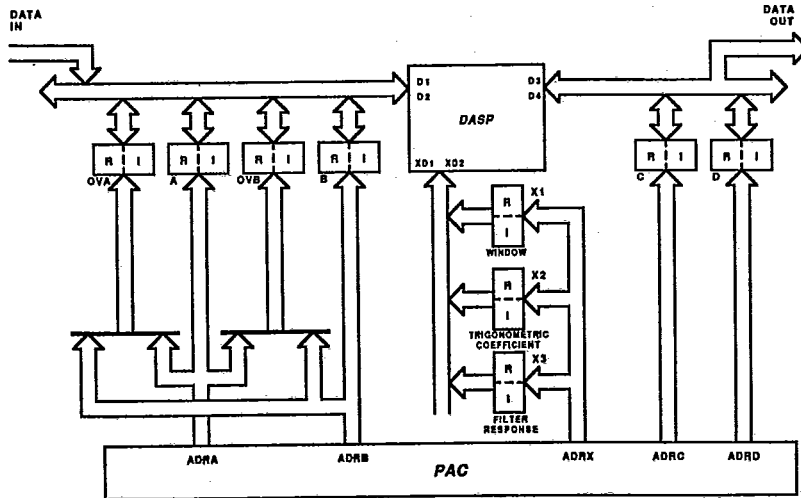 DATA
IN
DATA
OUT
D1
D2
DASP
D3
D4
XD1 XD2
R I
OVA
R I
A
R I
OVB
R I
B
R I
C
R I
D
R
I
X1
WINDOW
R
I
X2
TRIGONOMETRIC
COEFFICIENT
R
I
X3
FILTER
RESPONSE
ADRA
ADRB
PAC
ADRX
ADRC
ADRD